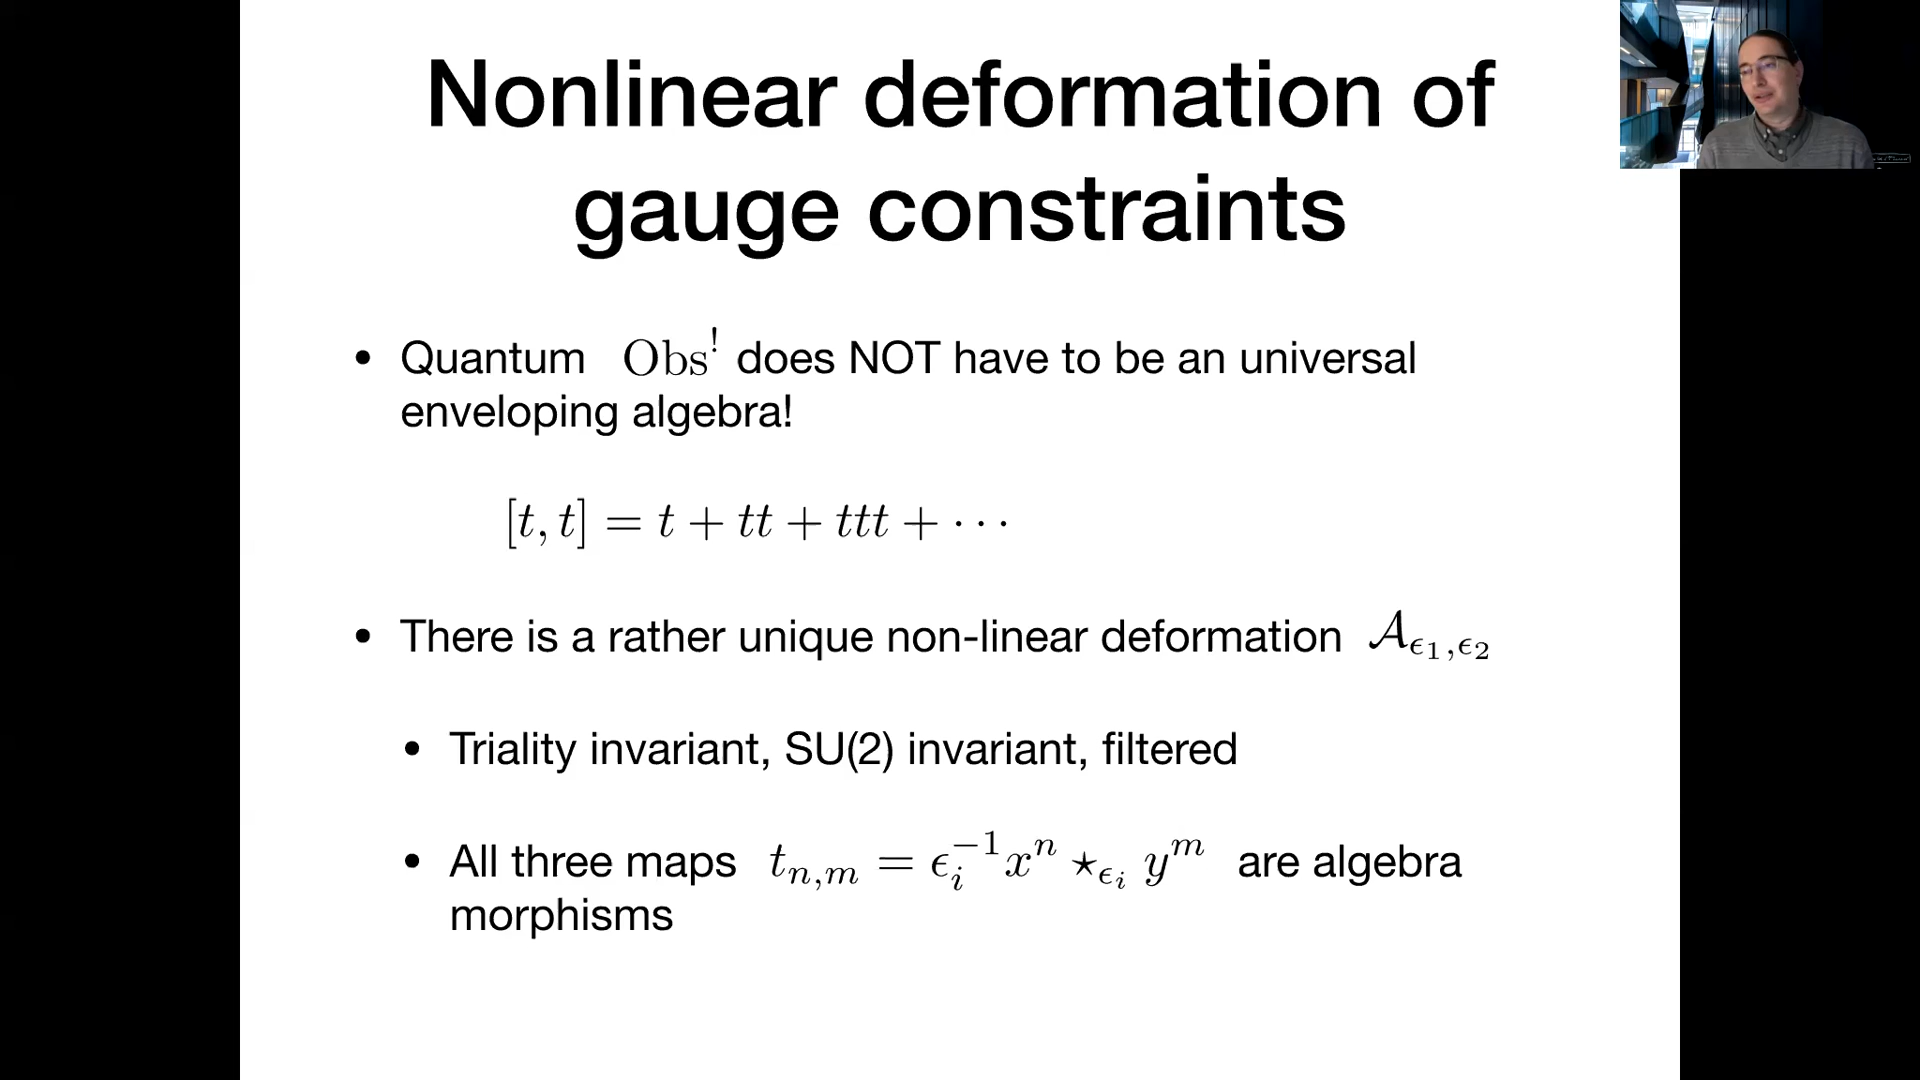 Nonlinear deformation of
gauge constraints
• Quantum Obs^! does NOT have to be an universal
enveloping algebra!
[t, t] = t + tt + ttt + ⋯
• There is a rather unique non-linear deformation 𝒜_{ϵ₁,ϵ₂}
• Triality invariant, SU(2) invariant, filtered
• All three maps t_{n,m} = ϵ_i^{-1} x^n ⋆_{ϵ_i} y^m are algebra
morphisms